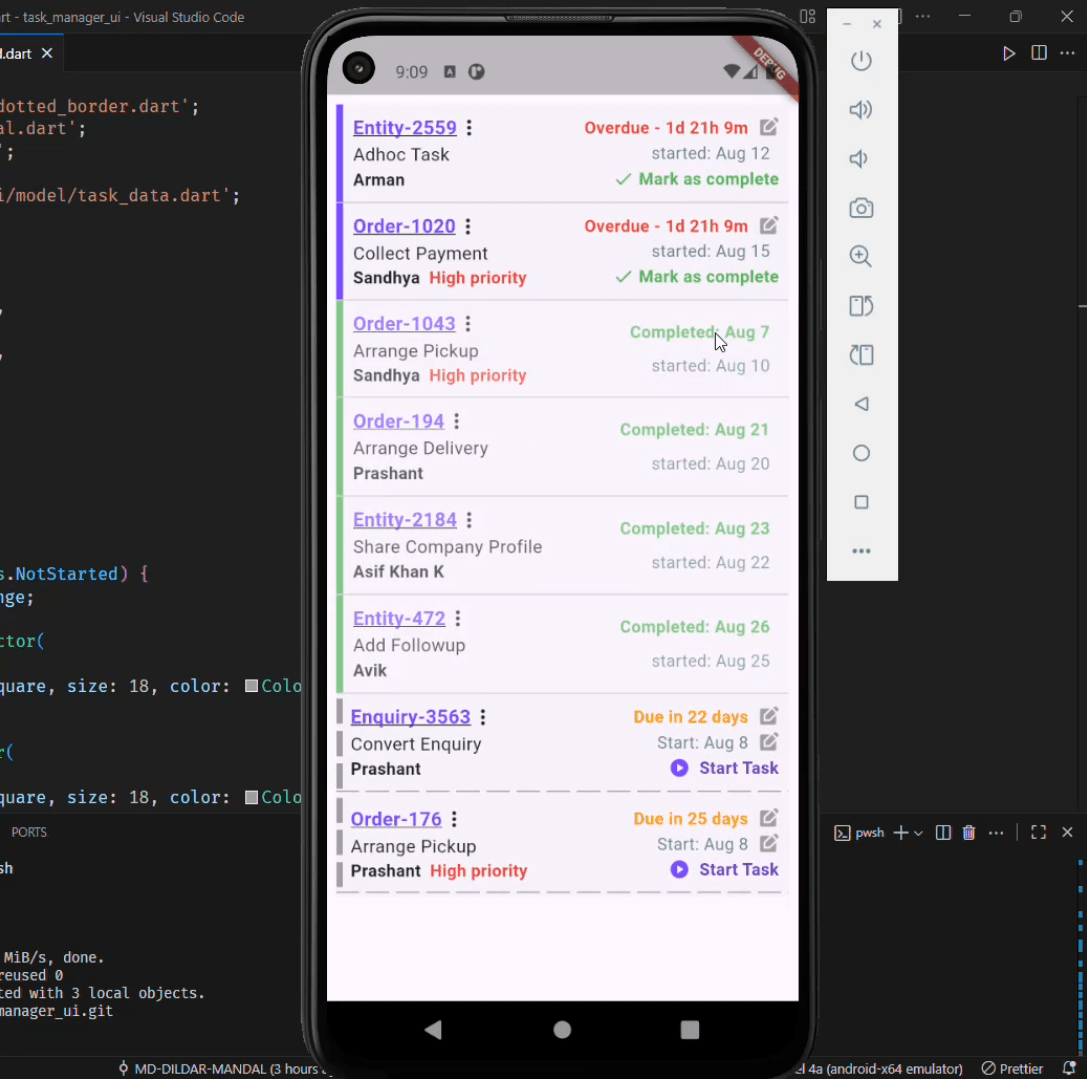 rt - task_manager_ui - Visual Studio Code
d.dart
dotted_border.dart';
al.dart';
';
i/model/task_data.dart';
,
,
s.NotStarted) {
nge;
ctor(
quare, size: 18, color: Colo
r(
quare, size: 18, color: Colo
PORTS
sh
MiB/s, done.
reused 0
ted with 3 local objects.
manager_ui.git
pwsh
MD-DILDAR-MANDAL (3 hours
el 4a (android-x64 emulator)
Prettier
9:09
A
Entity-2559
Overdue - 1d 21h 9m
Adhoc Task
started: Aug 12
Arman
Mark as complete
Order-1020
Overdue - 1d 21h 9m
Collect Payment
started: Aug 15
Sandhya High priority
Mark as complete
Order-1043
Completed: Aug 7
Arrange Pickup
started: Aug 10
Sandhya High priority
Order-194
Completed: Aug 21
Arrange Delivery
started: Aug 20
Prashant
Entity-2184
Completed: Aug 23
Share Company Profile
started: Aug 22
Asif Khan K
Entity-472
Completed: Aug 26
Add Followup
started: Aug 25
Avik
Enquiry-3563
Due in 22 days
Convert Enquiry
Start: Aug 8
Prashant
Start Task
Order-176
Due in 25 days
Arrange Pickup
Start: Aug 8
Prashant High priority
Start Task